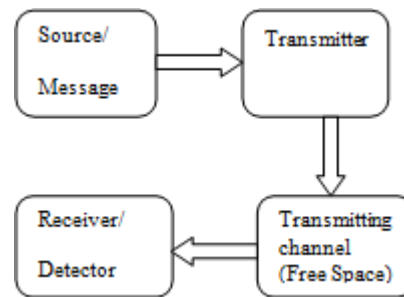 Source/
Message
Transmitter
Receiver/
Detector
Transmitting
channel
(Free Space)